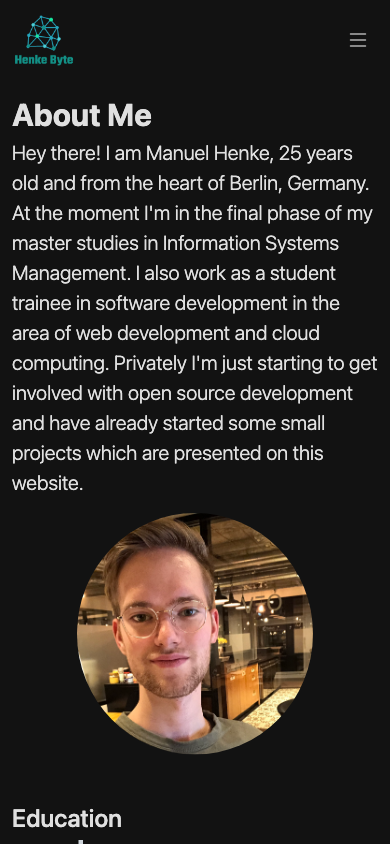 Henke Byte
About Me
Hey there! I am Manuel Henke, 25 years
old and from the heart of Berlin, Germany.
At the moment I'm in the final phase of my
master studies in Information Systems
Management. I also work as a student
trainee in software development in the
area of web development and cloud
computing. Privately I'm just starting to get
involved with open source development
and have already started some small
projects which are presented on this
website.
Education